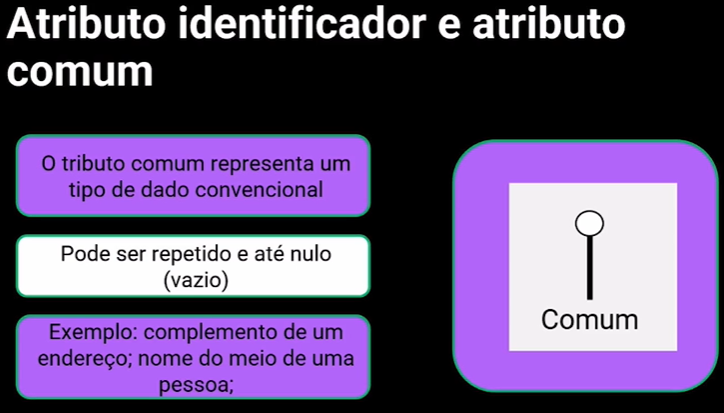 Atributo identificador e atributo
comum
O tributo comum representa um
tipo de dado convencional
Pode ser repetido e até nulo
(vazio)
Exemplo: complemento de um
endereço; nome do meio de uma
pessoa;
Comum